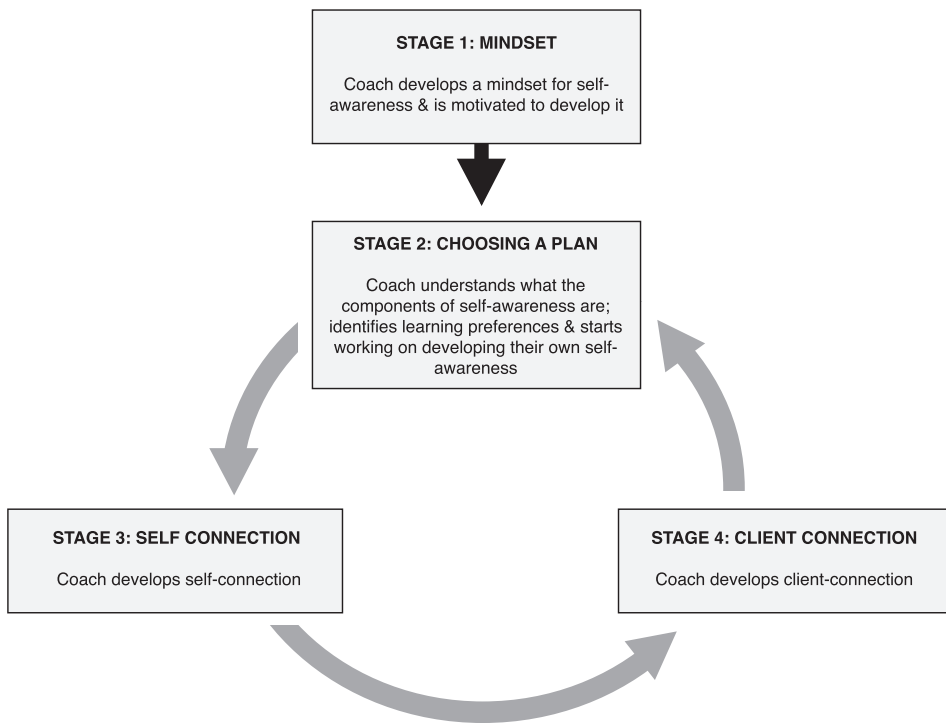 STAGE 1: MINDSET
Coach develops a mindset for self-
awareness & is motivated to develop it
STAGE 2: CHOOSING A PLAN
Coach understands what the
components of self-awareness are;
identifies learning preferences & starts
working on developing their own self-
awareness
STAGE 3: SELF CONNECTION
Coach develops self-connection
STAGE 4: CLIENT CONNECTION
Coach develops client-connection